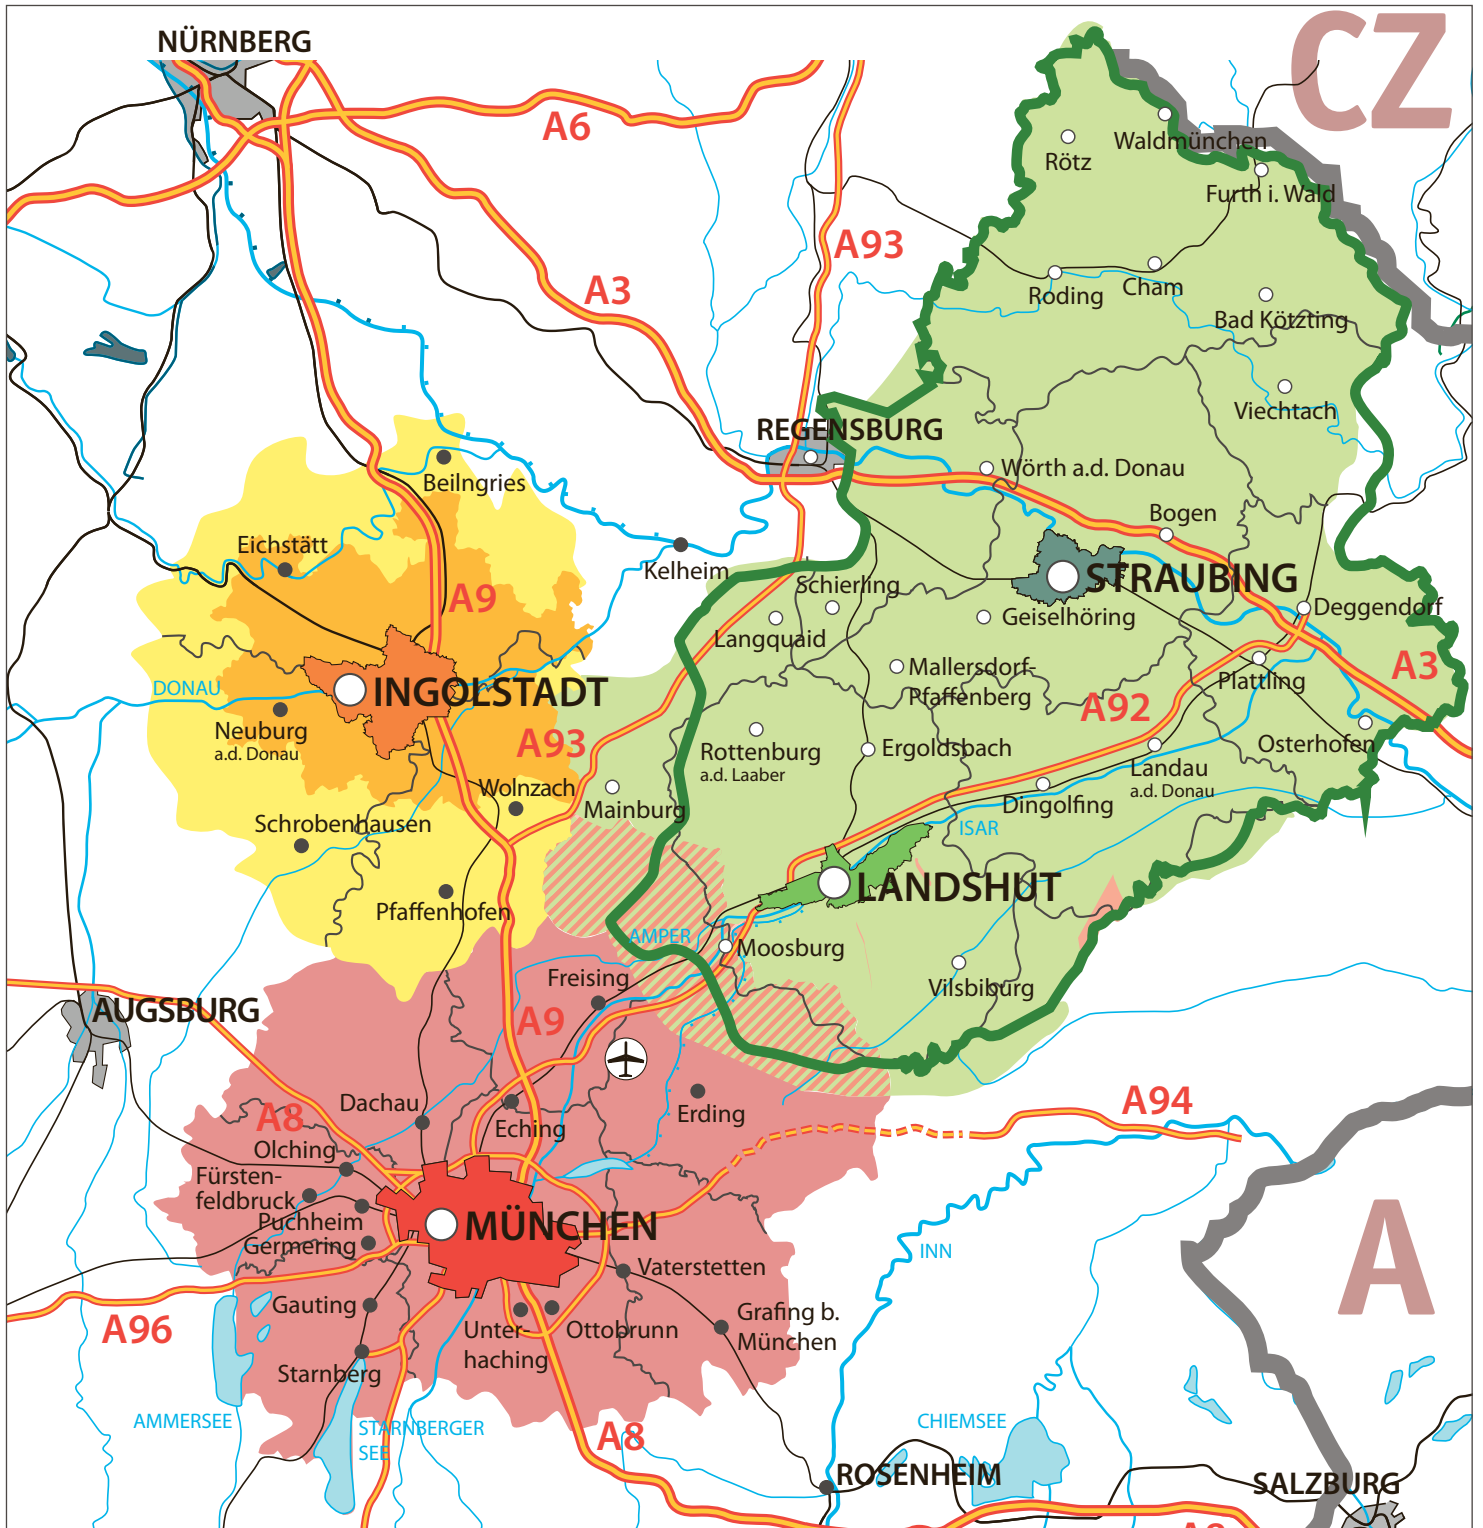 CZ
NÜRNBERG
A6
Waldmünchen
Rötz
Furth i. Wald
A93
A3
Roding
Cham
Bad Kötzting
Viechtach
REGENSBURG
Beilngries
Wörth a.d. Donau
Bogen
Eichstätt
Kelheim
A9
Schierling
STRAUBING
Langquaid
Geiselhöring
Deggendorf
DONAU
INGOLSTADT
Mallersdorf-
Pfaffenberg
Plattling
A3
A92
Neuburg
a.d. Donau
A93
Rottenburg
a.d. Laaber
Ergoldsbach
Osterhofen
Landau
a.d. Donau
Wolnzach
Mainburg
Dingolfing
Schrobenhausen
ISAR
LANDSHUT
Pfaffenhofen
AMPER
Moosburg
Freising
Vilsbiburg
AUGSBURG
A9
A94
Dachau
Erding
A8
Eching
Olching
Fürsten-
feldbruck
Puchheim
Germering
MÜNCHEN
INN
A
Vaterstetten
Gauting
A96
Unter-
haching
Ottobrunn
Grafing b.
München
Starnberg
AMMERSEE
STARNBERGER
SEE
CHIEMSEE
A8
ROSENHEIM
SALZBURG